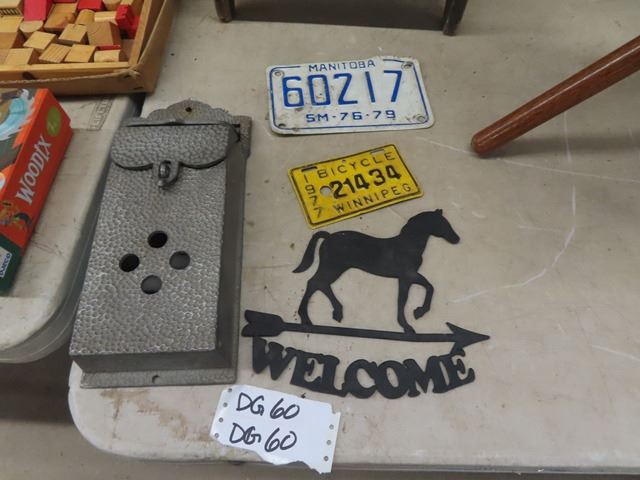 MANITOBA
60217
SM-76-79
BICYCLE
1977
21434
WINNIPEG
WOODIX
WELCOME
DG 60
DG 60